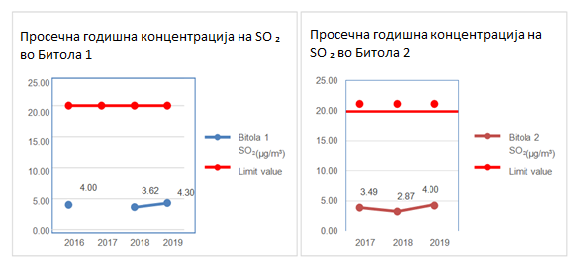 Просечна годишна концентрација на SO ₂
во Битола 1
25.00
20.00
15.00
10.00
5.00
0.00
4.00
3.62
4.30
2016
2017
2018
2019
Bitola 1
SO₂(µg/m³)
Limit value
Просечна годишна концентрација на
SO ₂ во Битола 2
25.00
20.00
15.00
10.00
5.00
0.00
3.49
2.87
4.00
2017
2018
2019
Bitola 2
SO₂(µg/m³)
Limit value